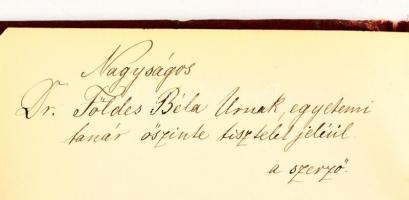 Nagyságos
Dr. Földes Béla Urnak, egyetemi
tanár őszinte tisztelet jeléül
a szerző.